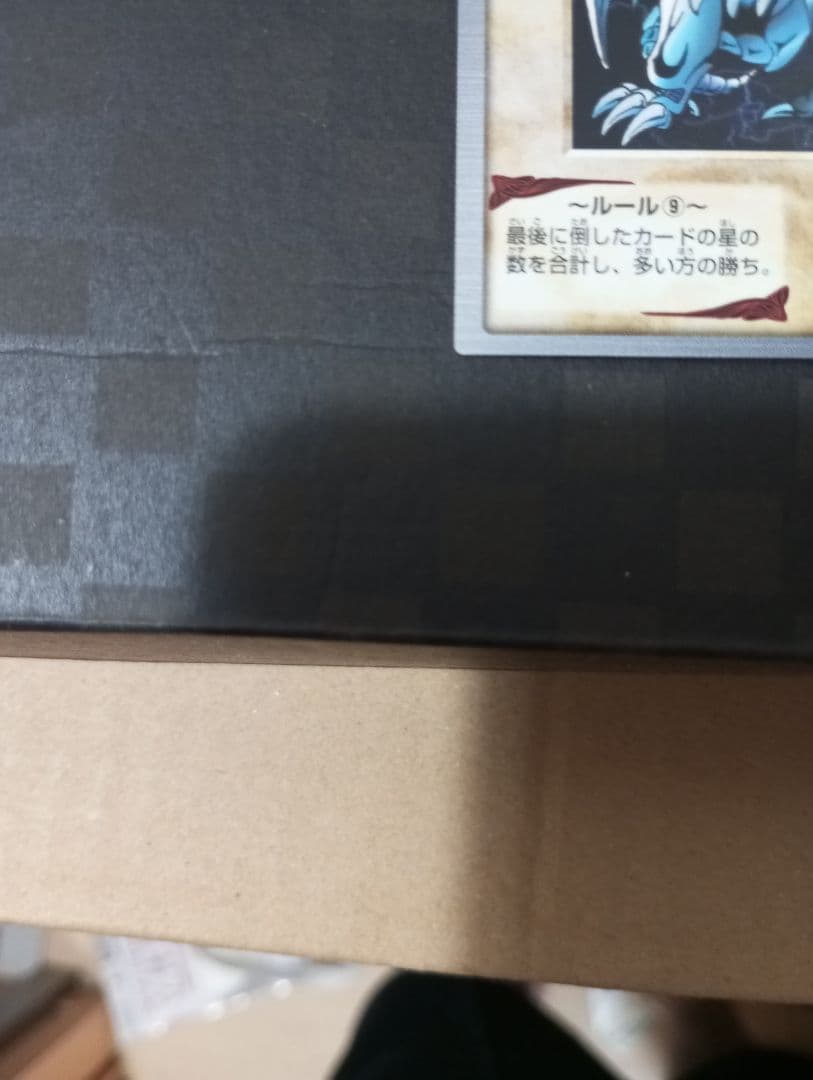 ～ルール⑨～
最後に倒したカードの星の
数を合計し、多い方の勝ち。